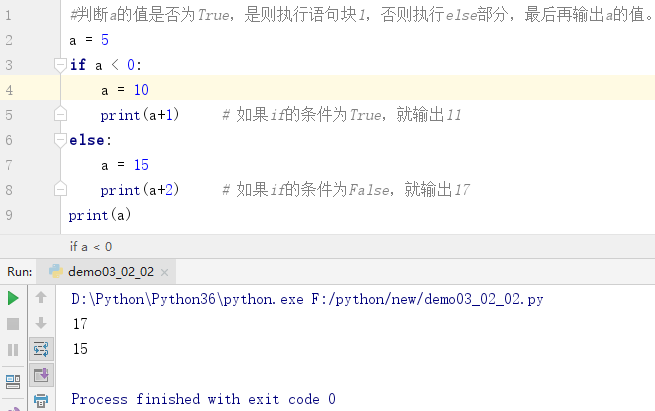 1 #判断a的值是否为True，是则执行语句块1，否则执行else部分，最后再输出a的值。
2 a = 5
3 if a < 0:
4     a = 10
5     print(a+1)    # 如果if的条件为True，就输出11
6 else:
7     a = 15
8     print(a+2)    # 如果if的条件为False，就输出17
9 print(a)
if a < 0
Run: demo03_02_02 ×
D:\Python\Python36\python.exe F:/python/new/demo03_02_02.py
17
15
Process finished with exit code 0